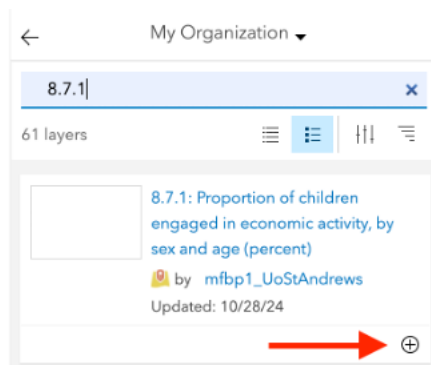 My Organization
8.7.1
61 layers
8.7.1: Proportion of children
engaged in economic activity, by
sex and age (percent)
by mfbp1_UoStAndrews
Updated: 10/28/24